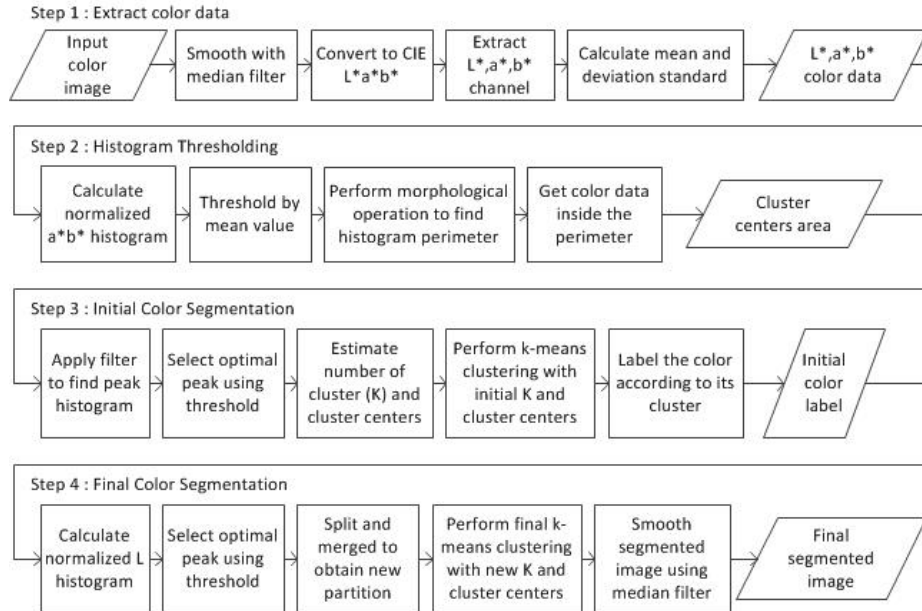 Step 1 : Extract color data
Input
color
image
Smooth with
median filter
Convert to CIE
L*a*b*
Extract
L*,a*,b*
channel
Calculate mean and
deviation standard
L*,a*,b*
color data
Step 2 : Histogram Thresholding
Calculate
normalized
a*b* histogram
Threshold by
mean value
Perform morphological
operation to find
histogram perimeter
Get color data
inside the
perimeter
Cluster
centers area
Step 3 : Initial Color Segmentation
Apply filter
to find peak
histogram
Select optimal
peak using
threshold
Estimate
number of
cluster (K) and
cluster centers
Perform k-means
clustering with
initial K and
cluster centers
Label the color
according to its
cluster
Initial
color
label
Step 4 : Final Color Segmentation
Calculate
normalized L
histogram
Select optimal
peak using
threshold
Split and
merged to
obtain new
partition
Perform final k-
means clustering
with new K and
cluster centers
Smooth
segmented
image using
median filter
Final
segmented
image